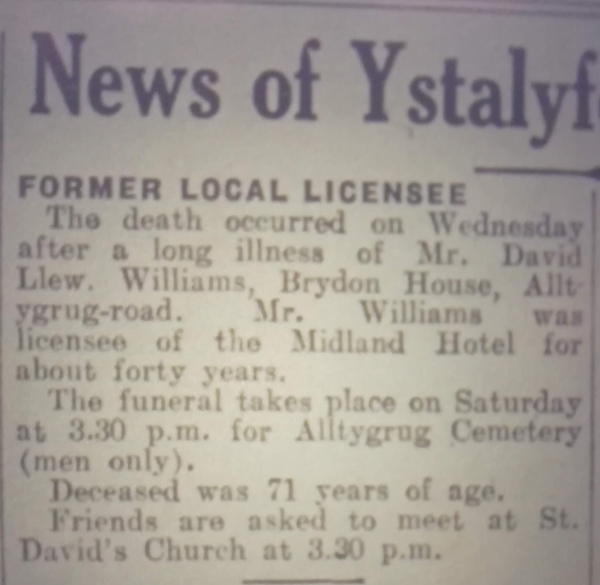 News of Ystalyf
FORMER LOCAL LICENSEE
The death occurred on Wednesday
after a long illness of Mr. David
Llew. Williams, Brydon House, Allt-
ygrug-road. Mr. Williams was
licensee of the Midland Hotel for
about forty years.
The funeral takes place on Saturday
at 3.30 p.m. for Alltygrug Cemetery
(men only).
Deceased was 71 years of age.
Friends are asked to meet at St.
David's Church at 3.30 p.m.